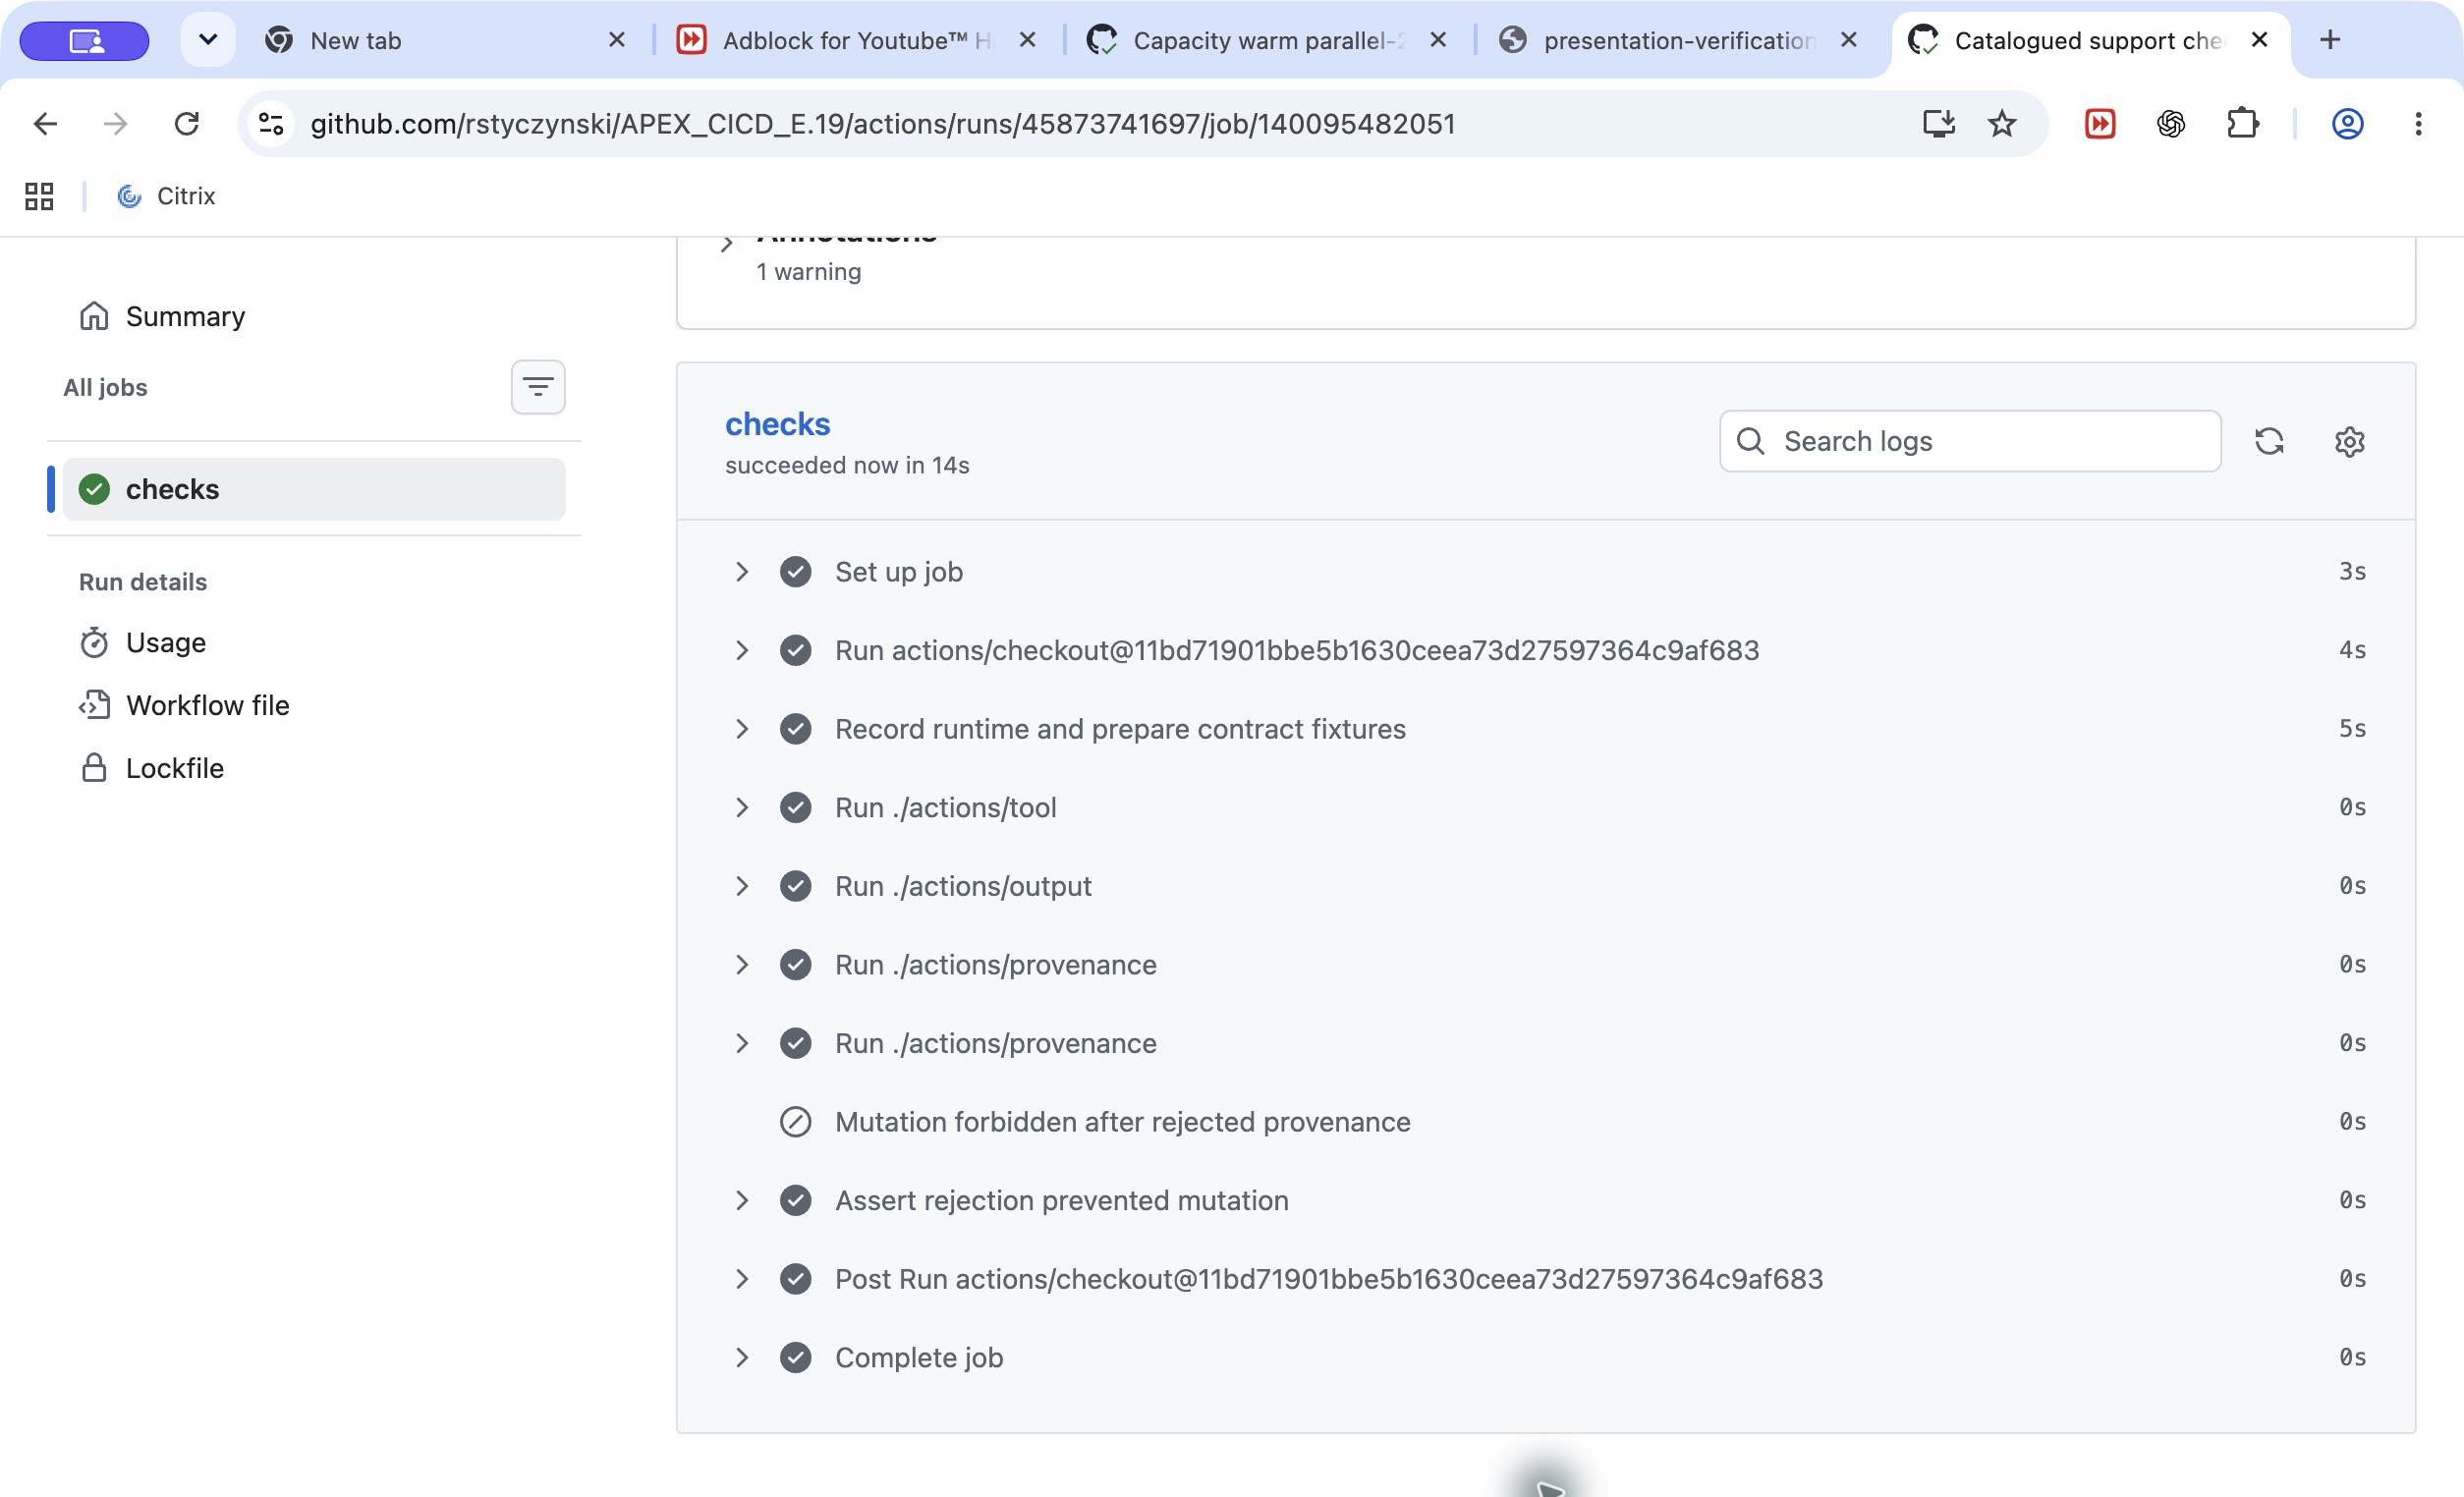 New tab
Adblock for Youtube™ H
Capacity warm parallel-2
presentation-verification
Catalogued support che
github.com/rstyczynski/APEX_CICD_E.19/actions/runs/45873741697/job/140095482051
Citrix
Annotations
1 warning
Summary
All jobs
checks
Run details
Usage
Workflow file
Lockfile
checks
succeeded now in 14s
Search logs
Set up job 3s
Run actions/checkout@11bd71901bbe5b1630ceea73d27597364c9af683 4s
Record runtime and prepare contract fixtures 5s
Run ./actions/tool 0s
Run ./actions/output 0s
Run ./actions/provenance 0s
Run ./actions/provenance 0s
Mutation forbidden after rejected provenance 0s
Assert rejection prevented mutation 0s
Post Run actions/checkout@11bd71901bbe5b1630ceea73d27597364c9af683 0s
Complete job 0s